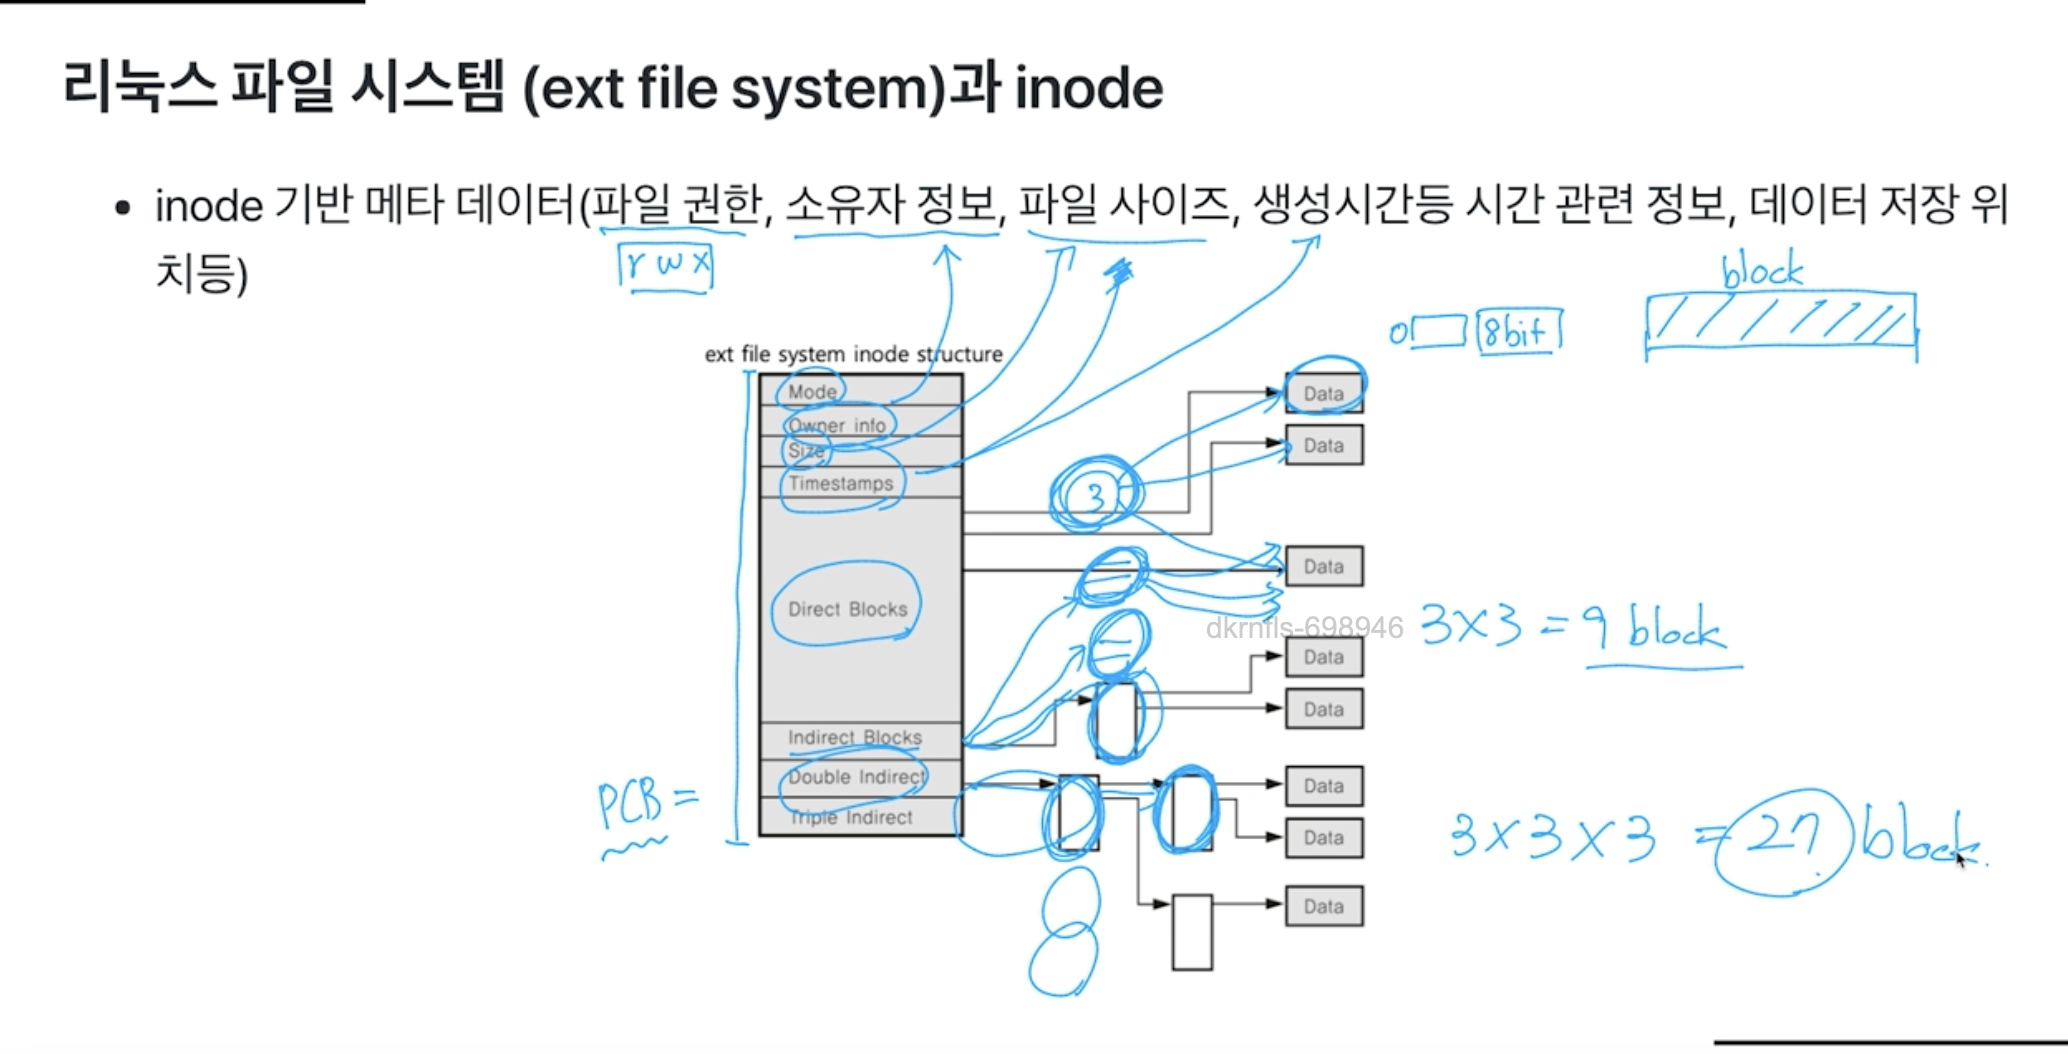 리눅스 파일 시스템 (ext file system)과 inode
• inode 기반 메타 데이터(파일 권한, 소유자 정보, 파일 사이즈, 생성시간등 시간 관련 정보, 데이터 저장 위
치등)
r w x
block
0
8bit
ext file system inode structure
Mode
Owner info
Size
Timestamps
Direct Blocks
Indirect Blocks
Double Indirect
Triple Indirect
PCB =
3
Data
Data
Data
dkrnfls-698946
Data
Data
Data
Data
Data
3×3 = 9 block
3×3×3 = 27 block.